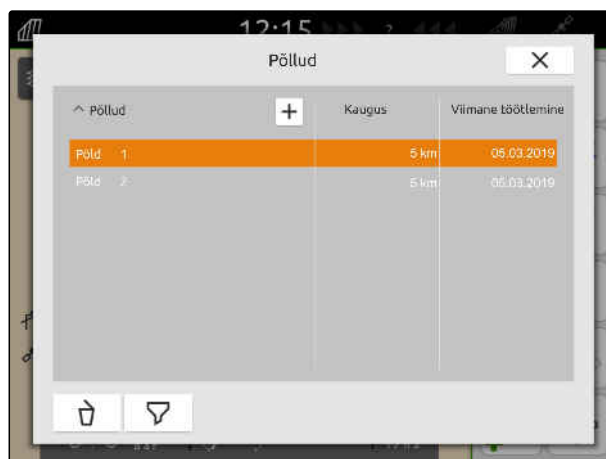 12:15
Põllud
^ Põllud + Kaugus Viimane töötlemine
Põld 1 5 km 05.03.2019
Põld 2 5 km 05.03.2019